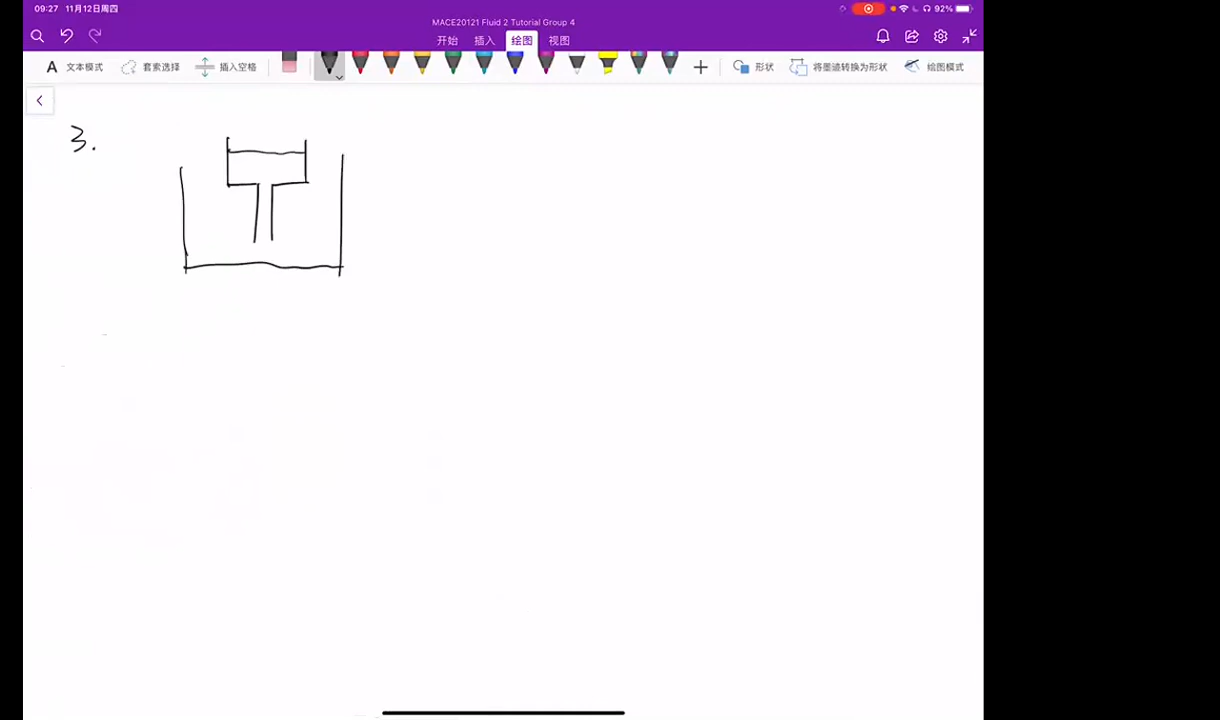 09:27 11月12日周四
92%
MACE20121 Fluid 2 Tutorial Group 4
开始 插入 绘图 视图
A 文本模式 套索选择 插入空格 形状 将墨迹转换为形状 绘图模式
3.